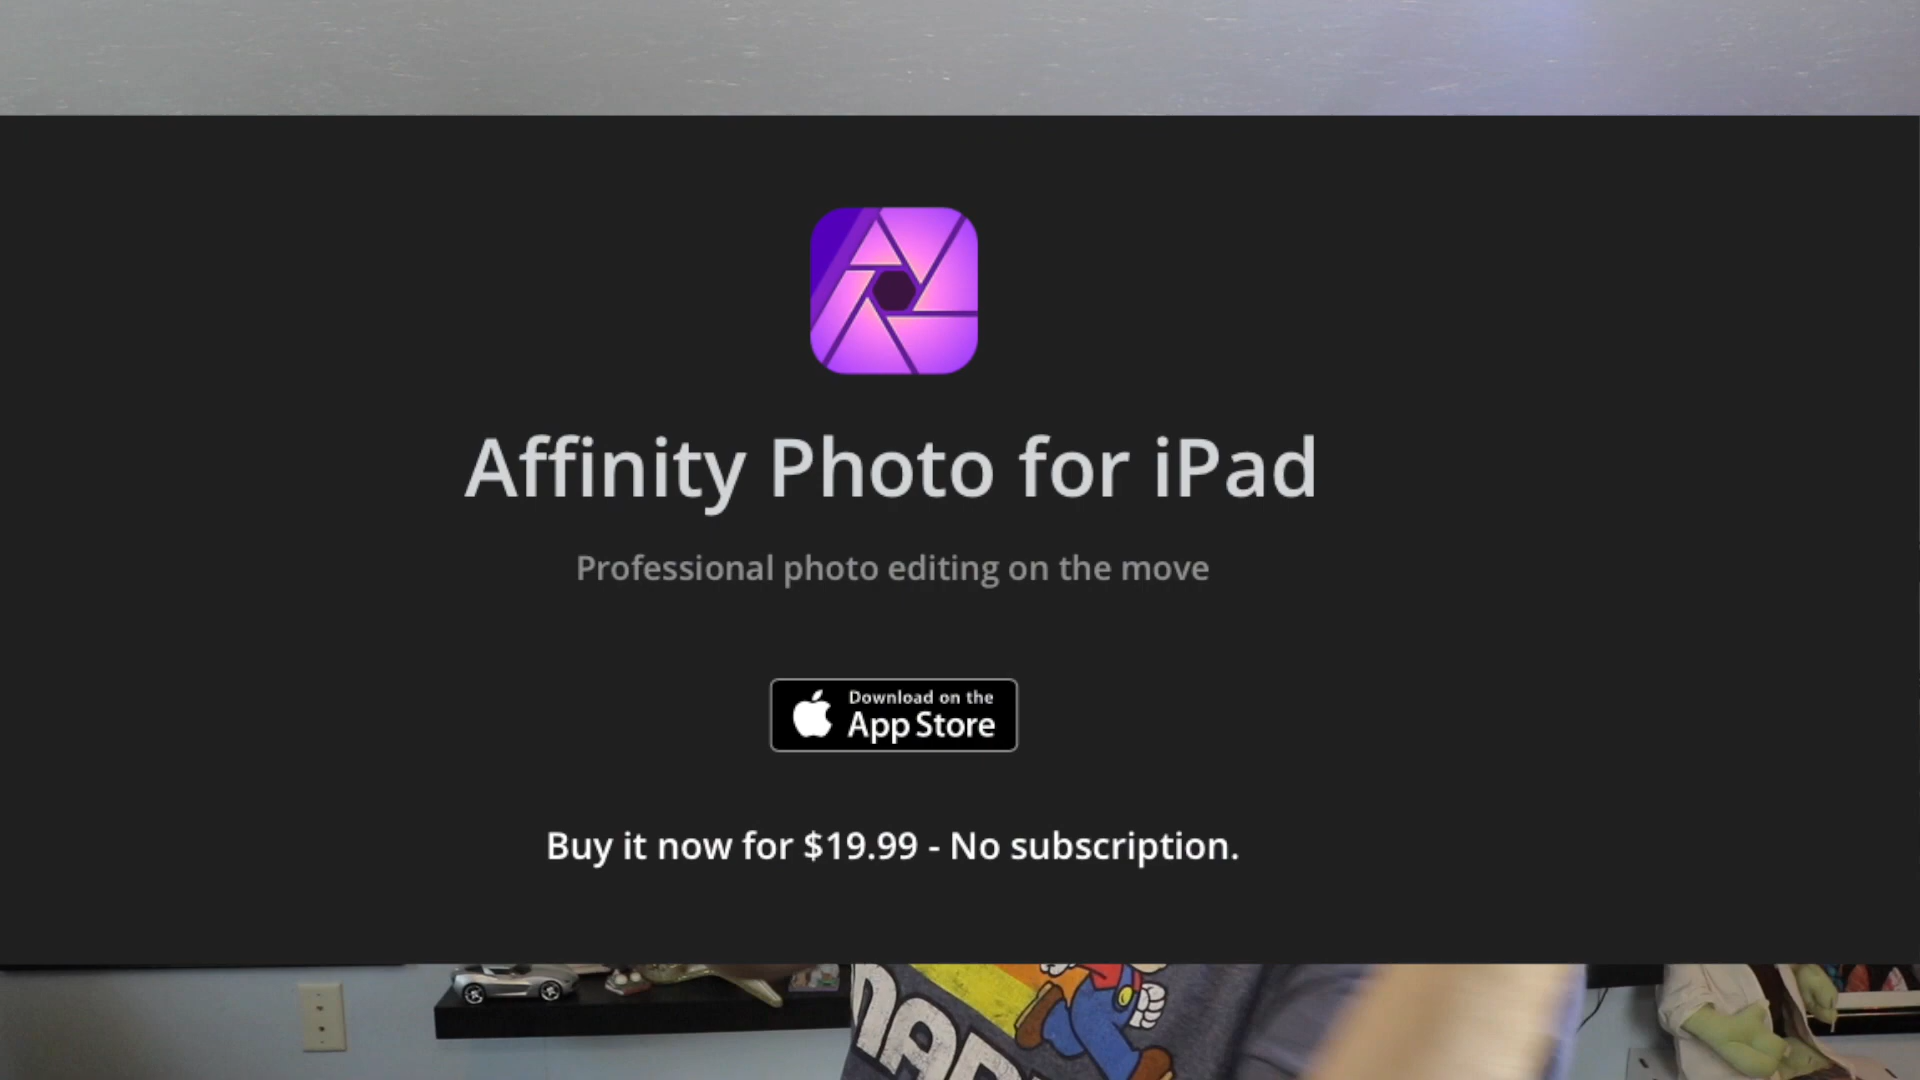 Affinity Photo for iPad
Professional photo editing on the move
Download on the
App Store
Buy it now for $19.99 - No subscription.